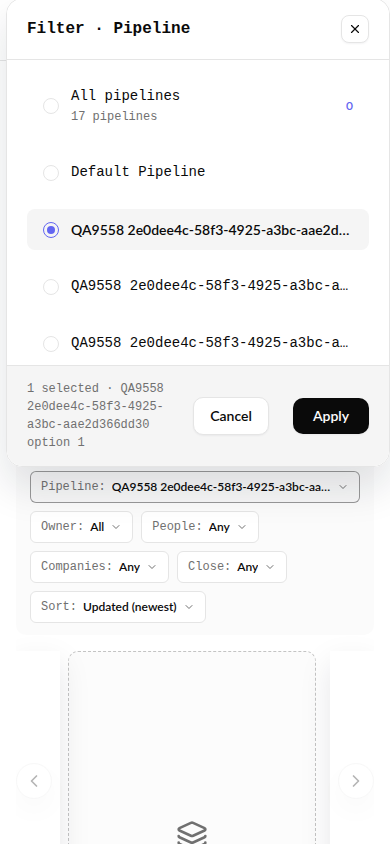 Filter · Pipeline
All pipelines
17 pipelines
0
Default Pipeline
QA9558 2e0dee4c-58f3-4925-a3bc-aae2d...
QA9558 2e0dee4c-58f3-4925-a3bc-a…
QA9558 2e0dee4c-58f3-4925-a3bc-a…
1 selected · QA9558
2e0dee4c-58f3-4925-
a3bc-aae2d366dd30
option 1
Cancel
Apply
Pipeline: QA9558 2e0dee4c-58f3-4925-a3bc-aa...
Owner: All
People: Any
Companies: Any
Close: Any
Sort: Updated (newest)